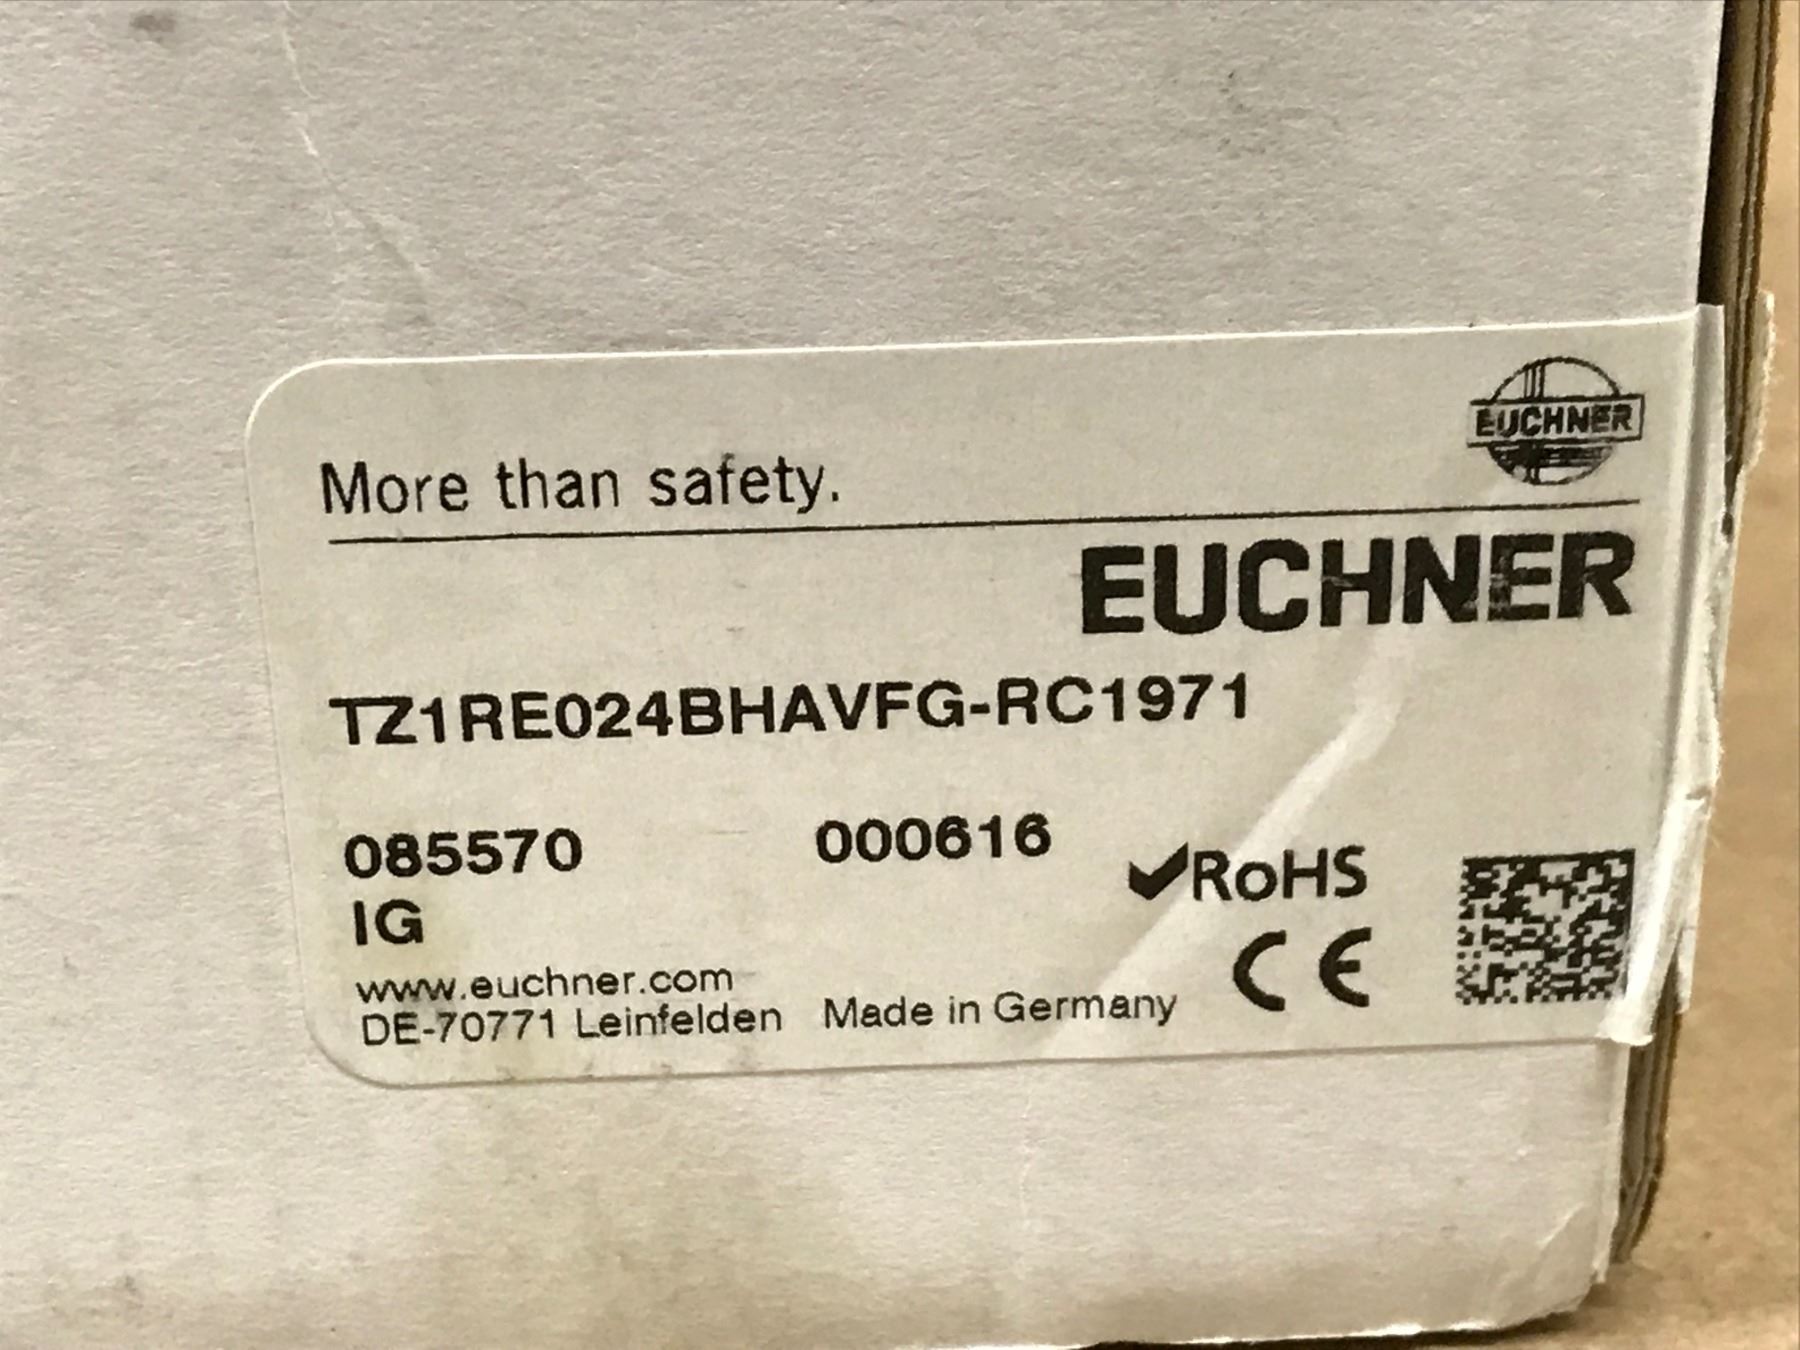 EUCHNER
More than safety.
EUCHNER
TZ1RE024BHAVFG-RC1971
085570 000616
✔RoHS
IG
CE
www.euchner.com
DE-70771 Leinfelden Made in Germany